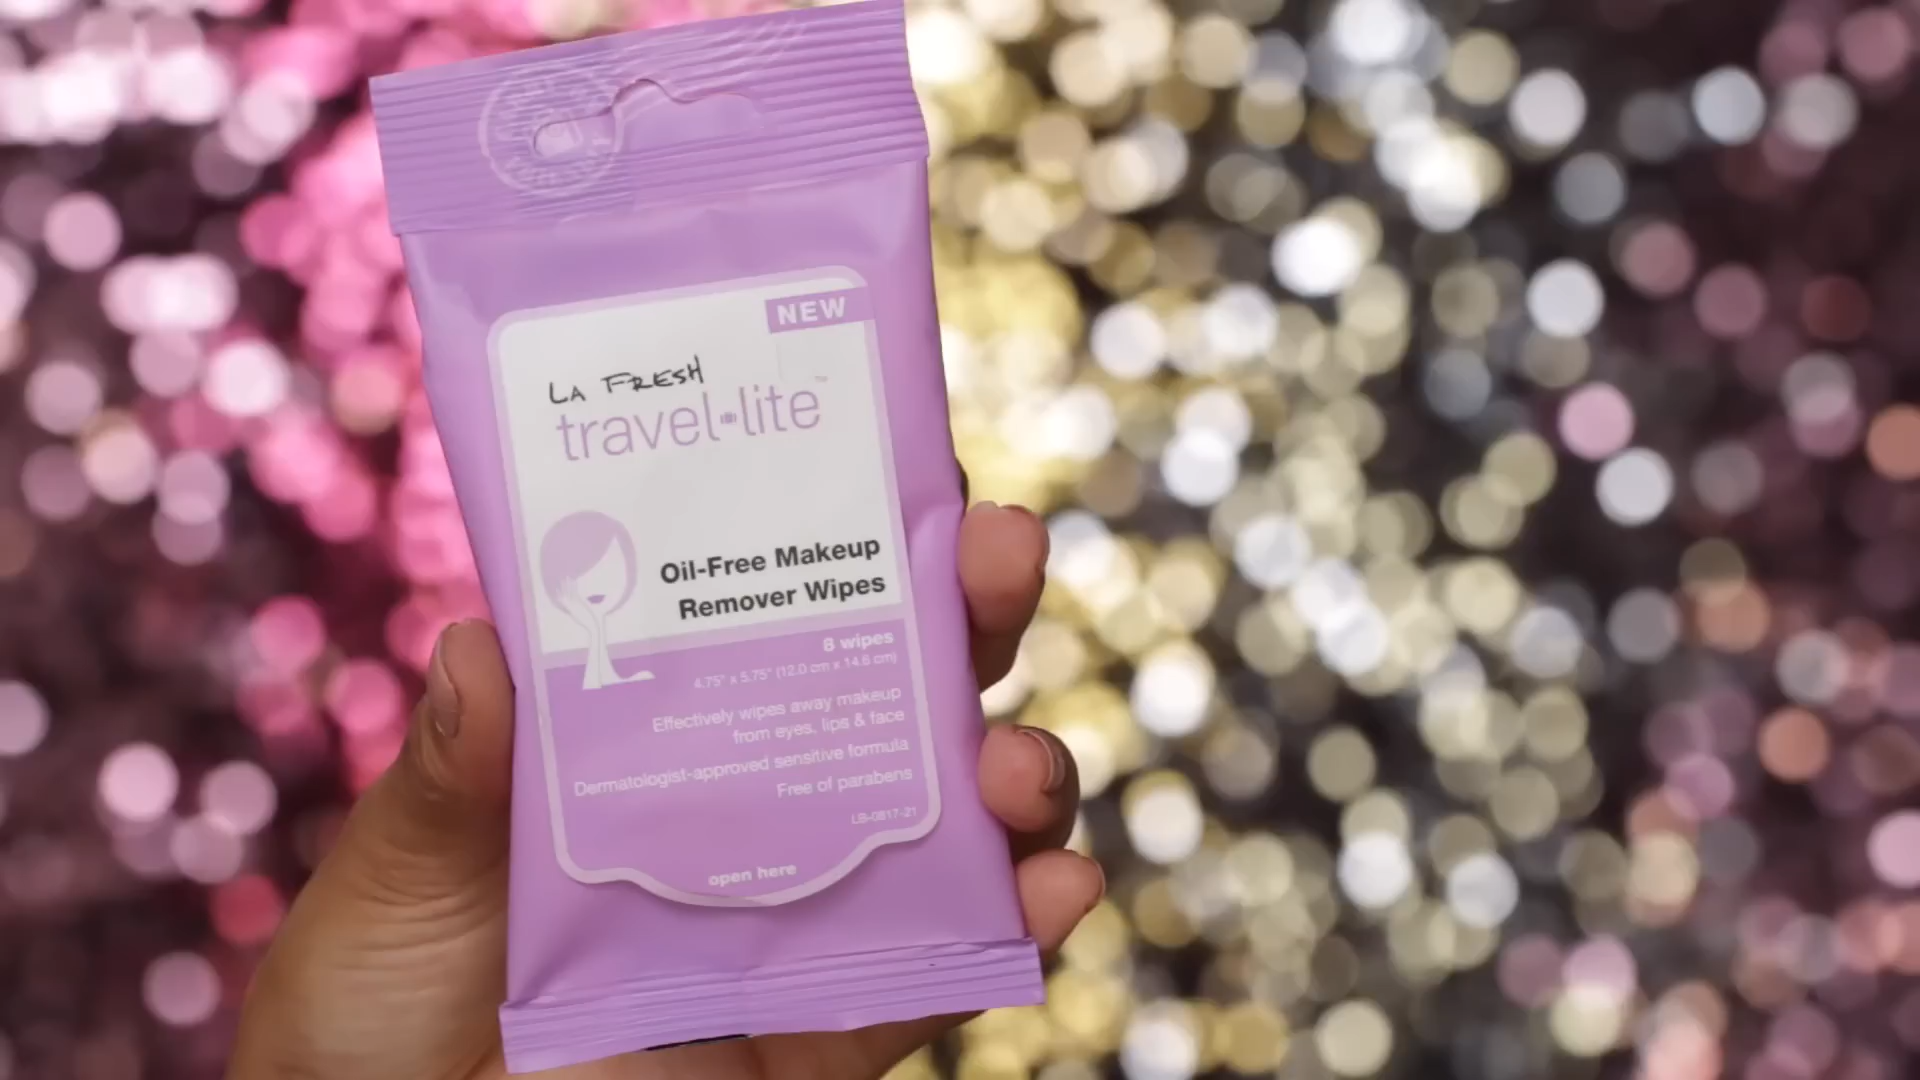 NEW
LA FRESH
travel lite™
Oil-Free Makeup
Remover Wipes
8 wipes
4.75" x 5.75" (12.0 cm x 14.6 cm)
Effectively wipes away makeup
from eyes, lips & face
Dermatologist-approved sensitive formula
Free of parabens
LB-0817-21
open here